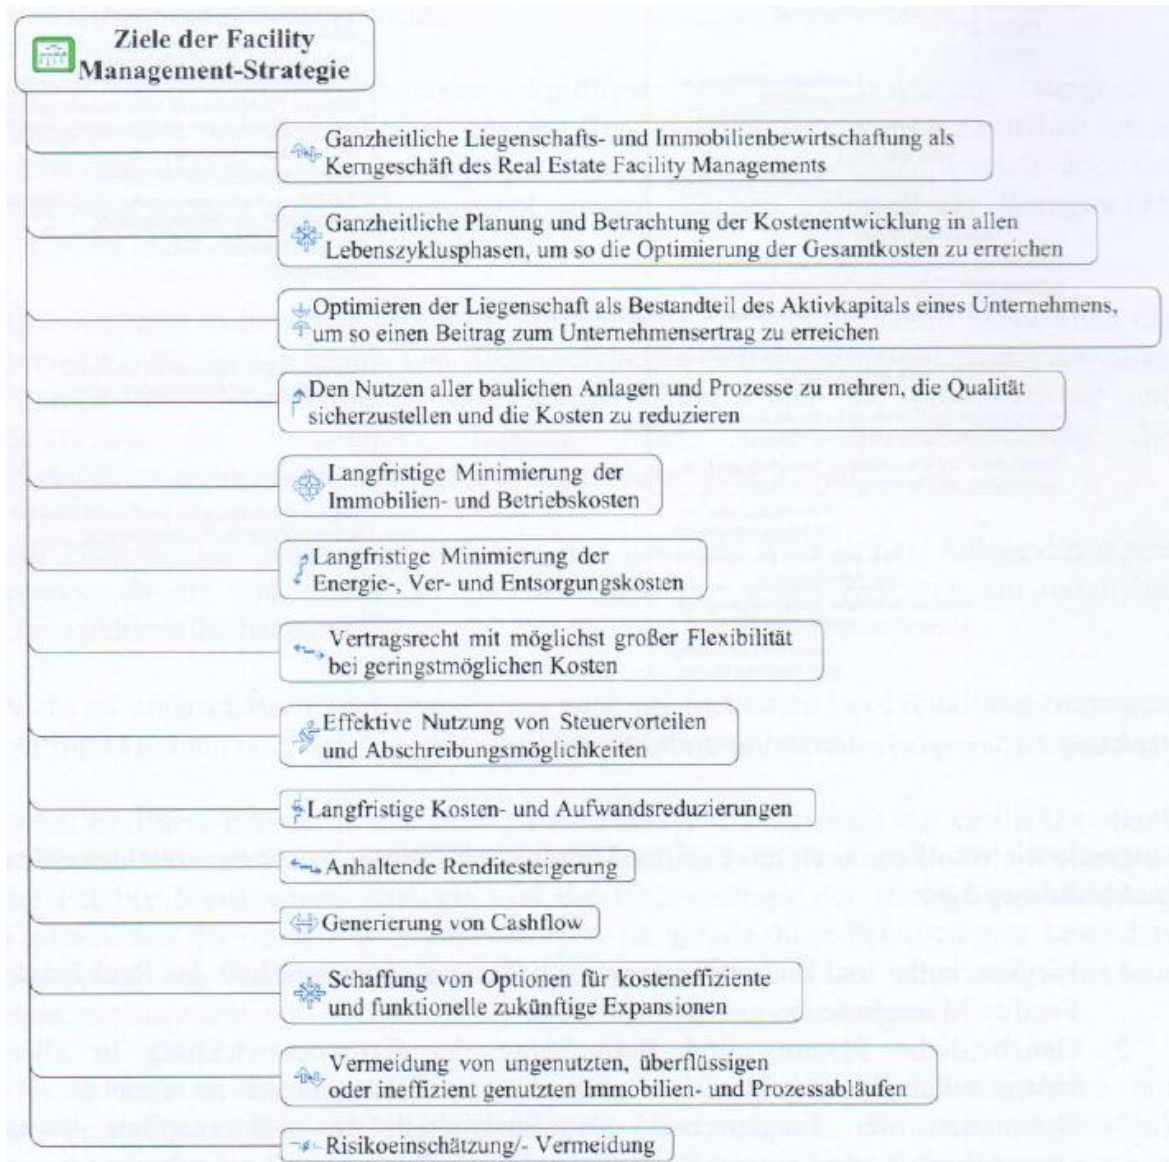 Ziele der Facility
Management-Strategie
Ganzheitliche Liegenschafts- und Immobilienbewirtschaftung als
Kerngeschäft des Real Estate Facility Managements
Ganzheitliche Planung und Betrachtung der Kostenentwicklung in allen
Lebenszyklusphasen, um so die Optimierung der Gesamtkosten zu erreichen
Optimieren der Liegenschaft als Bestandteil des Aktivkapitals eines Unternehmens,
um so einen Beitrag zum Unternehmensertrag zu erreichen
Den Nutzen aller baulichen Anlagen und Prozesse zu mehren, die Qualität
sicherzustellen und die Kosten zu reduzieren
Langfristige Minimierung der
Immobilien- und Betriebskosten
Langfristige Minimierung der
Energie-, Ver- und Entsorgungskosten
Vertragsrecht mit möglichst großer Flexibilität
bei geringstmöglichen Kosten
Effektive Nutzung von Steuervorteilen
und Abschreibungsmöglichkeiten
Langfristige Kosten- und Aufwandsreduzierungen
Anhaltende Renditesteigerung
Generierung von Cashflow
Schaffung von Optionen für kosteneffiziente
und funktionelle zukünftige Expansionen
Vermeidung von ungenutzten, überflüssigen
oder ineffizient genutzten Immobilien- und Prozessabläufen
Risikoeinschätzung/- Vermeidung